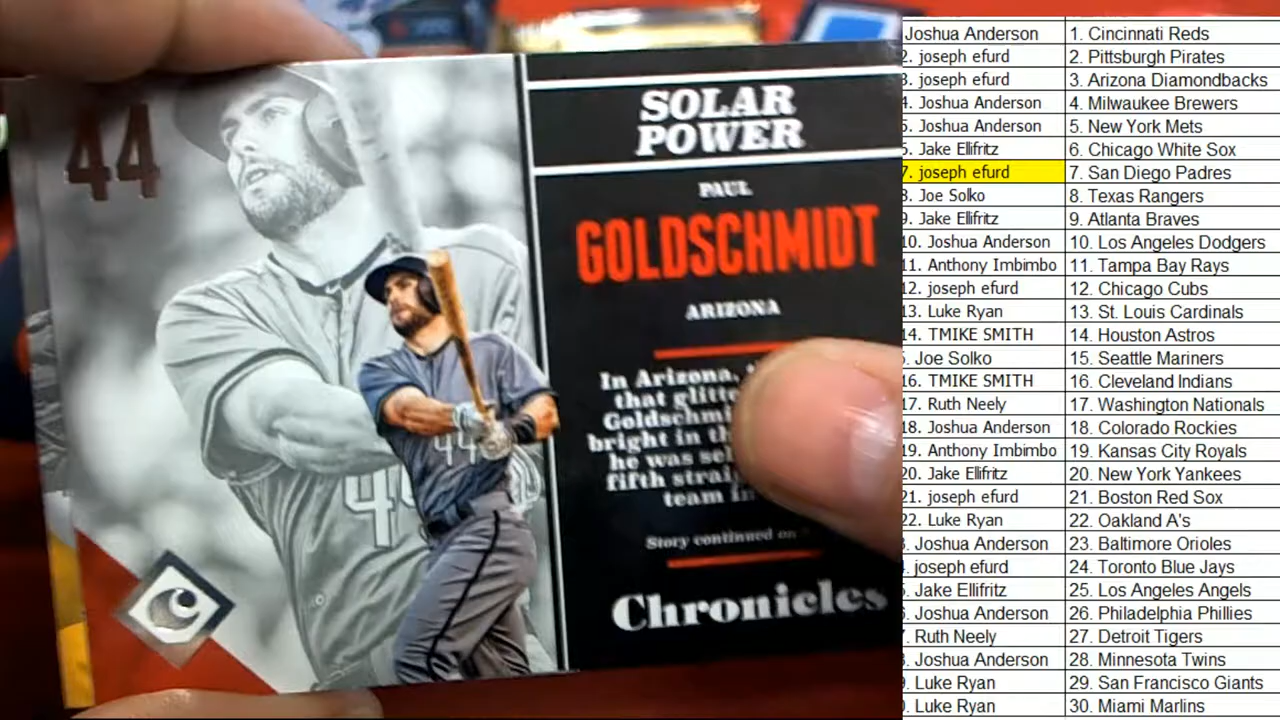 44
SOLAR
POWER
PAUL
GOLDSCHMIDT
ARIZONA
In Arizona,
that
Goldschmi
bright in
he was
fifth
team
Story continued on
Chronicles
44
Joshua Anderson 1. Cincinnati Reds
2. joseph efurd 2. Pittsburgh Pirates
3. joseph efurd 3. Arizona Diamondbacks
4. Joshua Anderson 4. Milwaukee Brewers
5. Joshua Anderson 5. New York Mets
6. Jake Ellifritz 6. Chicago White Sox
7. joseph efurd 7. San Diego Padres
8. Joe Solko 8. Texas Rangers
9. Jake Ellifritz 9. Atlanta Braves
10. Joshua Anderson 10. Los Angeles Dodgers
11. Anthony Imbimbo 11. Tampa Bay Rays
12. joseph efurd 12. Chicago Cubs
13. Luke Ryan 13. St. Louis Cardinals
14. TMIKE SMITH 14. Houston Astros
5. Joe Solko 15. Seattle Mariners
16. TMIKE SMITH 16. Cleveland Indians
17. Ruth Neely 17. Washington Nationals
18. Joshua Anderson 18. Colorado Rockies
19. Anthony Imbimbo 19. Kansas City Royals
20. Jake Ellifritz 20. New York Yankees
21. joseph efurd 21. Boston Red Sox
22. Luke Ryan 22. Oakland A's
3. Joshua Anderson 23. Baltimore Orioles
. joseph efurd 24. Toronto Blue Jays
5. Jake Ellifritz 25. Los Angeles Angels
6. Joshua Anderson 26. Philadelphia Phillies
7. Ruth Neely 27. Detroit Tigers
8. Joshua Anderson 28. Minnesota Twins
9. Luke Ryan 29. San Francisco Giants
0. Luke Ryan 30. Miami Marlins